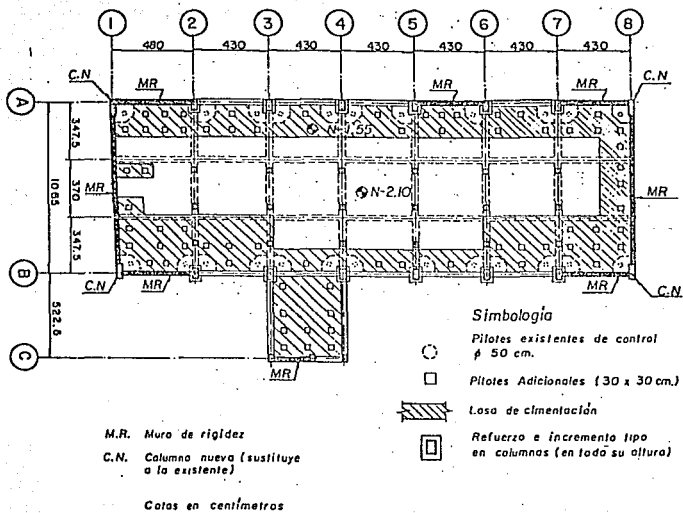 1 2 3 4 5 6 7 8
480 430 430 430 430 430 430
C.N MR MR MR C.N
A
N-1.55
347.5
MR 370 1065 N-2.10 MR
347.5
B
C.N MR MR C.N
522.5
C
MR
Simbología
Pilotes existentes de control
ø 50 cm.
Pilotes Adicionales (30 x 30 cm.)
Losa de cimentación
Refuerzo e incremento tipo
en columnas (en toda su altura)
M.R. Muro de rigidez
C.N. Columna nueva (sustituye
a la existente)
Cotas en centímetros